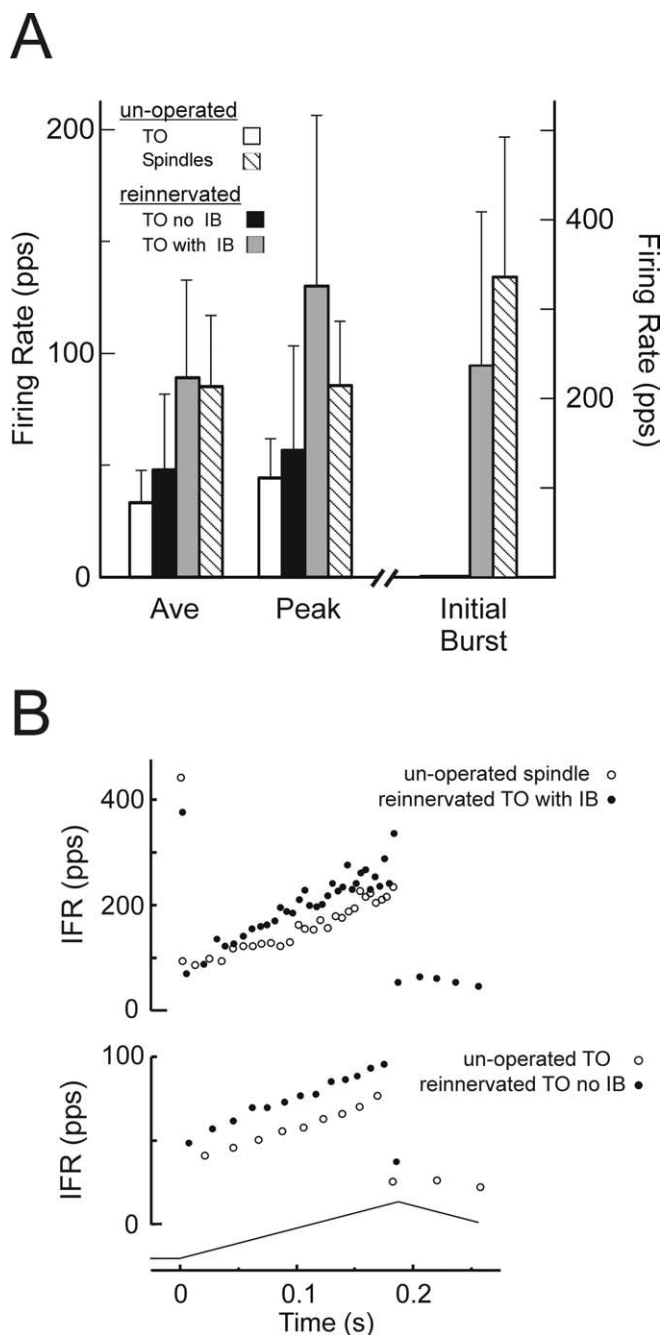 A
un-operated
TO
Spindles
reinnervated
TO no IB
TO with IB
Firing Rate (pps)
200
100
0
Firing Rate (pps)
400
200
Ave Peak Initial
Burst
B
un-operated spindle
reinnervated TO with IB
IFR (pps)
400
200
0
un-operated TO
reinnervated TO no IB
IFR (pps)
100
50
0
0 0.1 0.2
Time (s)